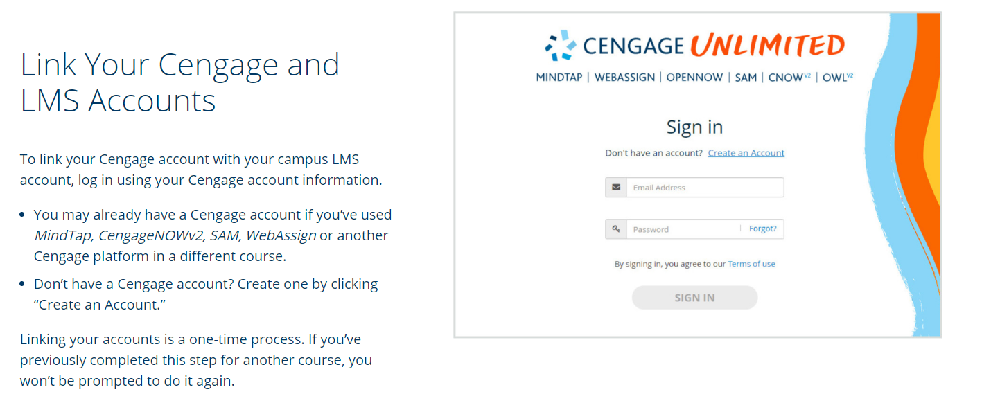 Link Your Cengage and
LMS Accounts
To link your Cengage account with your campus LMS
account, log in using your Cengage account information.
• You may already have a Cengage account if you’ve used
MindTap, CengageNOWv2, SAM, WebAssign or another
Cengage platform in a different course.
• Don’t have a Cengage account? Create one by clicking
“Create an Account.”
Linking your accounts is a one-time process. If you’ve
previously completed this step for another course, you
won’t be prompted to do it again.
CENGAGE UNLIMITED
MINDTAP | WEBASSIGN | OPENNOW | SAM | CNOWv2 | OWLv2
Sign in
Don't have an account? Create an Account
Email Address
Password | Forgot?
By signing in, you agree to our Terms of use
SIGN IN